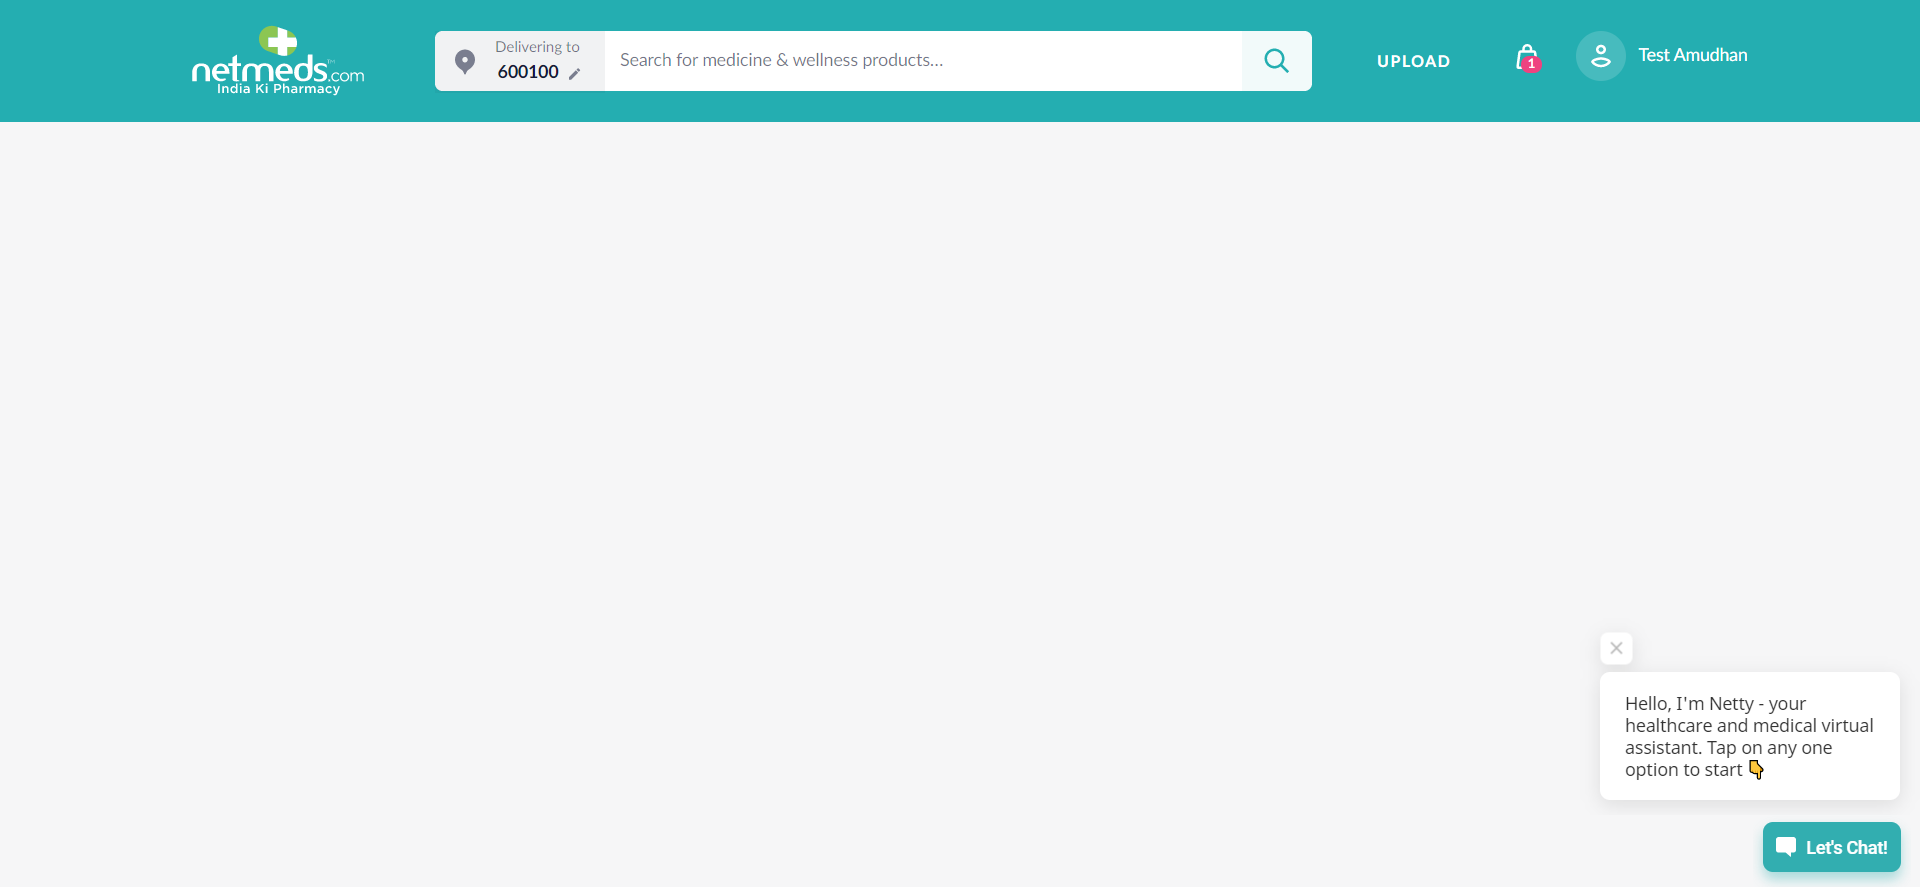 netmeds.com™
India Ki Pharmacy
Delivering to
600100
Search for medicine & wellness products...
UPLOAD
1
Test Amudhan
Hello, I'm Netty - your
healthcare and medical virtual
assistant. Tap on any one
option to start 👇
Let's Chat!